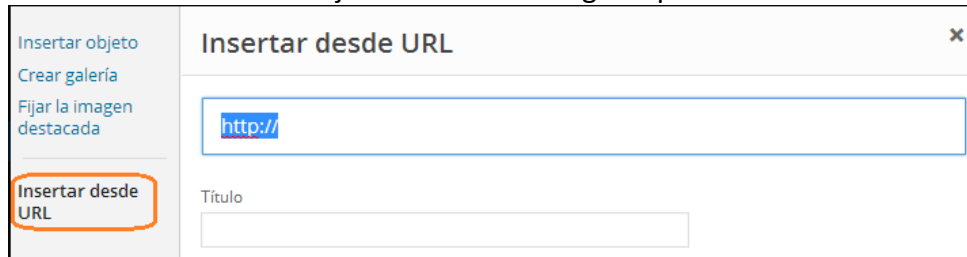 Insertar objeto
Crear galería
Fijar la imagen
destacada
Insertar desde
URL
Insertar desde URL
×
http://
Título